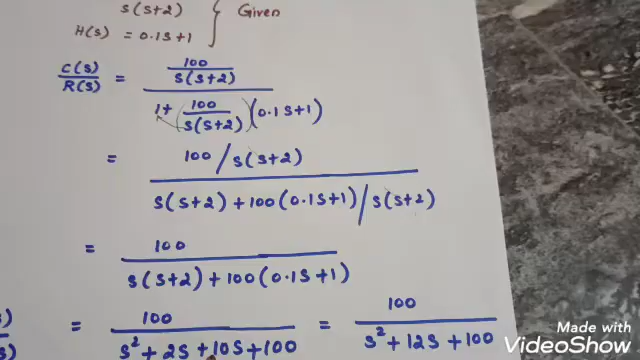 s(s+2) } Given
H(s) = 0.1s+1
C(s)/R(s) = 100/s(s+2) / 1+(100/s(s+2))(0.1s+1)
= 100/s(s+2) / s(s+2)+100(0.1s+1)/s(s+2)
= 100 / s(s+2)+100(0.1s+1)
= 100 / s²+2s+10s+100 = 100 / s²+12s+100
Made with
VideoShow